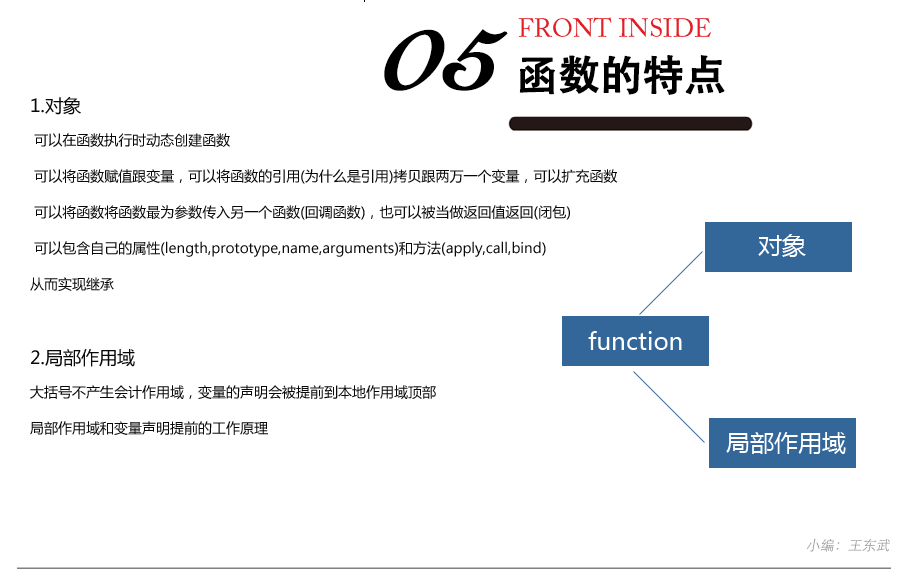 05
FRONT INSIDE
函数的特点
1.对象
可以在函数执行时动态创建函数
可以将函数赋值跟变量，可以将函数的引用(为什么是引用)拷贝跟两万一个变量，可以扩充函数
可以将函数将函数最为参数传入另一个函数(回调函数)，也可以被当做返回值返回(闭包)
可以包含自己的属性(length,prototype,name,arguments)和方法(apply,call,bind)
从而实现继承
2.局部作用域
大括号不产生会计作用域，变量的声明会被提前到本地作用域顶部
局部作用域和变量声明提前的工作原理
对象
function
局部作用域
小编：王东武